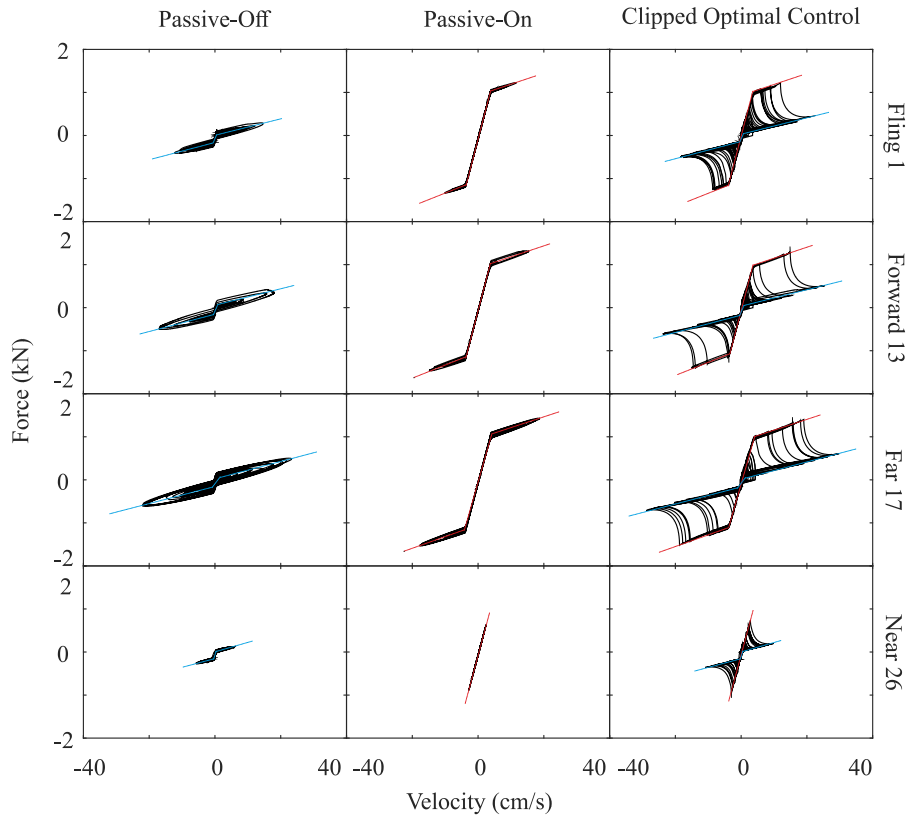 Passive-Off Passive-On Clipped Optimal Control
2
0
-2
Fling 1
2
0
-2
Forward 13
2
0
-2
Far 17
2
0
-2
Near 26
Force (kN)
-40 0 40 0 40 -40 0 40
Velocity (cm/s)